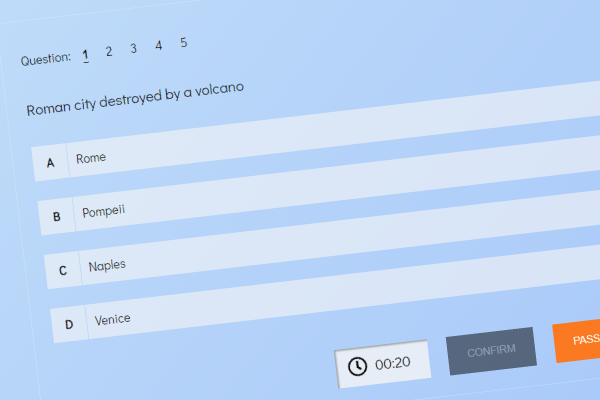 Question: 1 2 3 4 5
Roman city destroyed by a volcano
A Rome
B Pompeii
C Naples
D Venice
00:20 CONFIRM PASS